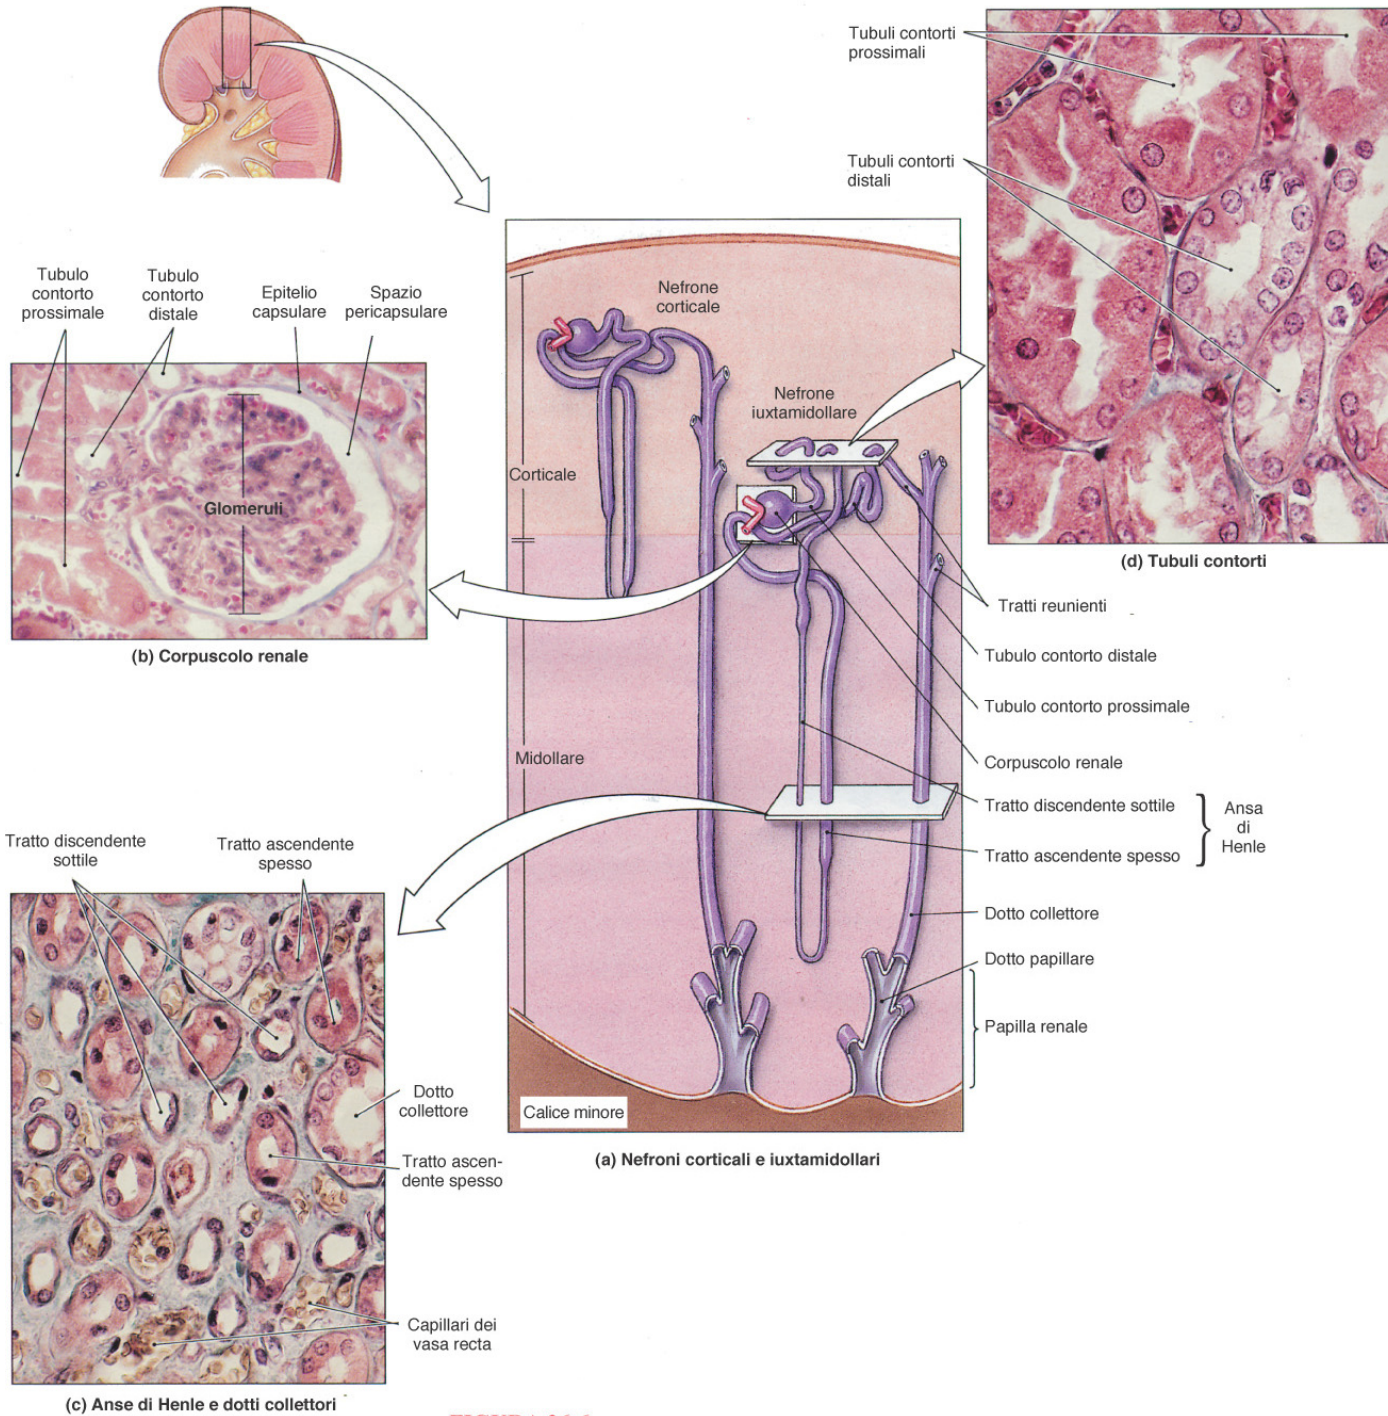 Tubuli contorti
prossimali
Tubuli contorti
distali
(d) Tubuli contorti
Tubulo
contorto
prossimale
Tubulo
contorto
distale
Epitelio
capsulare
Spazio
pericapsulare
Glomeruli
(b) Corpuscolo renale
Nefrone
corticale
Nefrone
iuxtamidollare
Corticale
Midollare
Tratti reunienti
Tubulo contorto distale
Tubulo contorto prossimale
Corpuscolo renale
Tratto discendente sottile
Tratto ascendente spesso
Ansa
di
Henle
Dotto collettore
Dotto papillare
Papilla renale
Calice minore
(a) Nefroni corticali e iuxtamidollari
Tratto discendente
sottile
Tratto ascendente
spesso
Dotto
collettore
Tratto ascen-
dente spesso
Capillari dei
vasa recta
(c) Anse di Henle e dotti collettori